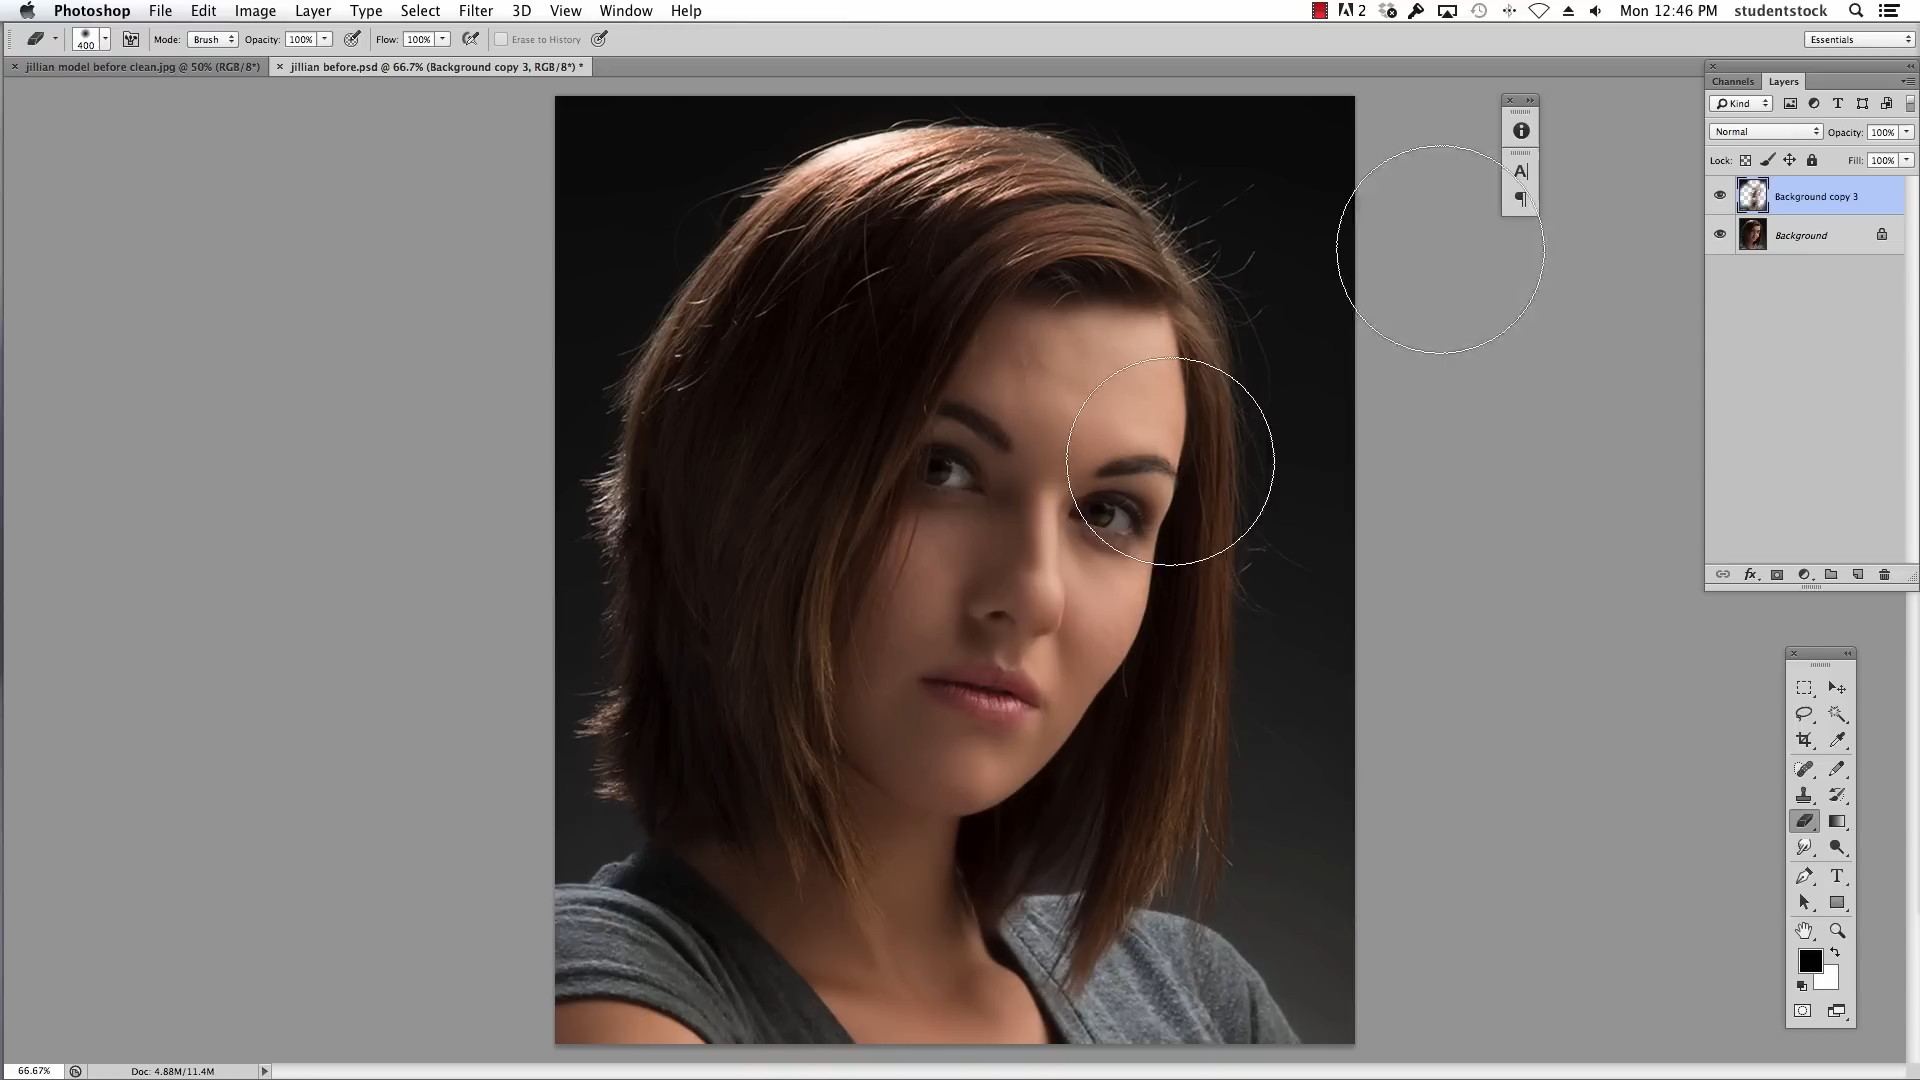 Photoshop File Edit Image Layer Type Select Filter 3D View Window Help 2 Mon 12:46 PM studentstock
400 Mode: Brush Opacity: 100% Flow: 100% Erase to History Essentials
jillian model before clean.jpg @ 50% (RGB/8*) jillian before.psd @ 66.7% (Background copy 3, RGB/8*) *
Channels Layers
Kind
Normal Opacity: 100%
Lock: Fill: 100%
Background copy 3
Background
fx
A
T
66.67% Doc: 4.88M/11.4M